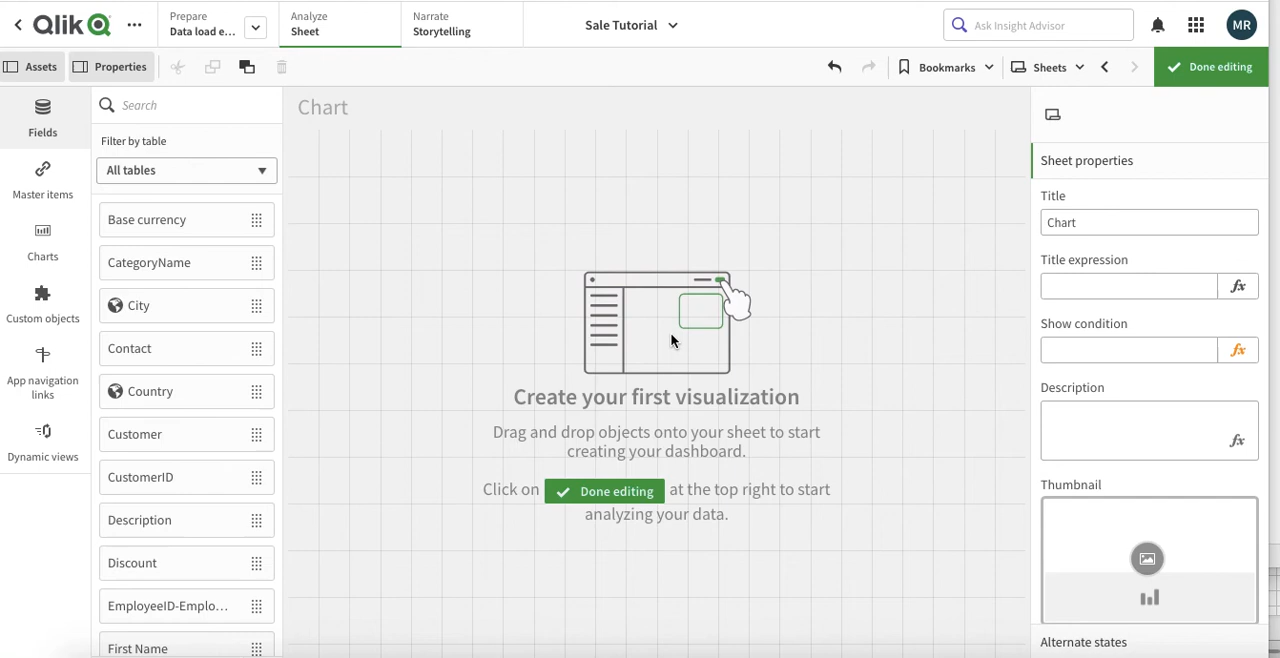 Qlik
Prepare
Data load e...
Analyze
Sheet
Narrate
Storytelling
Sale Tutorial
Ask Insight Advisor
MR
Assets
Properties
Bookmarks
Sheets
Done editing
Fields
Master items
Charts
Custom objects
App navigation
links
Dynamic views
Search
Filter by table
All tables
Base currency
CategoryName
City
Contact
Country
Customer
CustomerID
Description
Discount
EmployeeID-Emplo...
First Name
Chart
Create your first visualization
Drag and drop objects onto your sheet to start
creating your dashboard.
Click on Done editing at the top right to start
analyzing your data.
Sheet properties
Title
Chart
Title expression
fx
Show condition
fx
Description
fx
Thumbnail
Alternate states